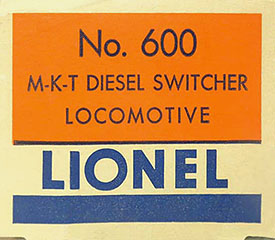 No. 600
M-K-T DIESEL SWITCHER
LOCOMOTIVE
LIONEL